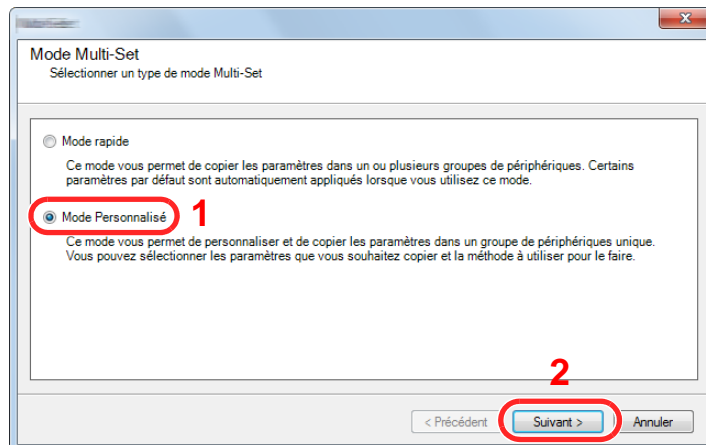 Mode Multi-Set
Sélectionner un type de mode Multi-Set
Mode rapide
Ce mode vous permet de copier les paramètres dans un ou plusieurs groupes de périphériques. Certains
paramètres par défaut sont automatiquement appliqués lorsque vous utilisez ce mode.
Mode Personnalisé 1
Ce mode vous permet de personnaliser et de copier les paramètres dans un groupe de périphériques unique.
Vous pouvez sélectionner les paramètres que vous souhaitez copier et la méthode à utiliser pour le faire.
2
< Précédent Suivant > Annuler